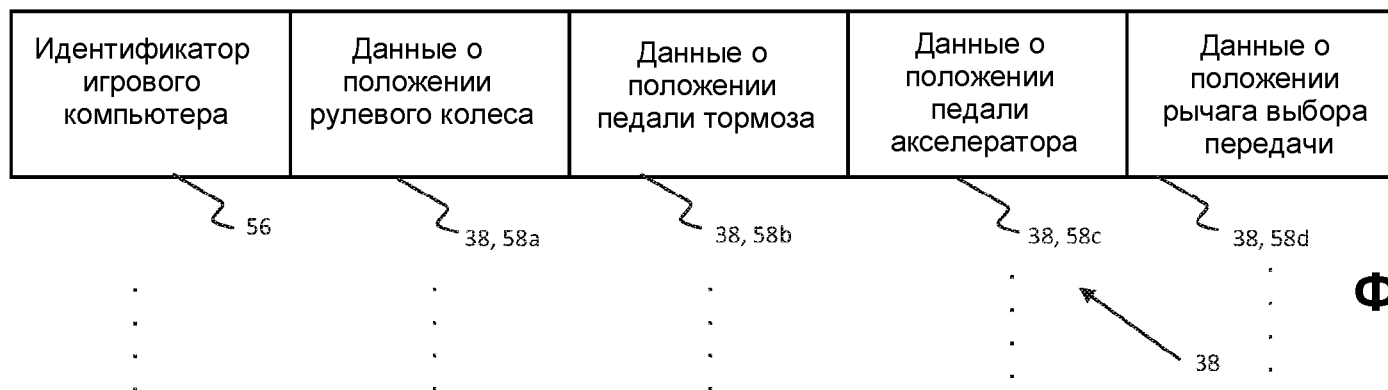 Идентификатор
игрового
компьютера
Данные о
положении
рулевого колеса
Данные о
положении
педали тормоза
Данные о
положении
педали
акселератора
Данные о
положении
рычага выбора
передачи
56
38, 58a
38, 58b
38, 58c
38, 58d
Ф
38